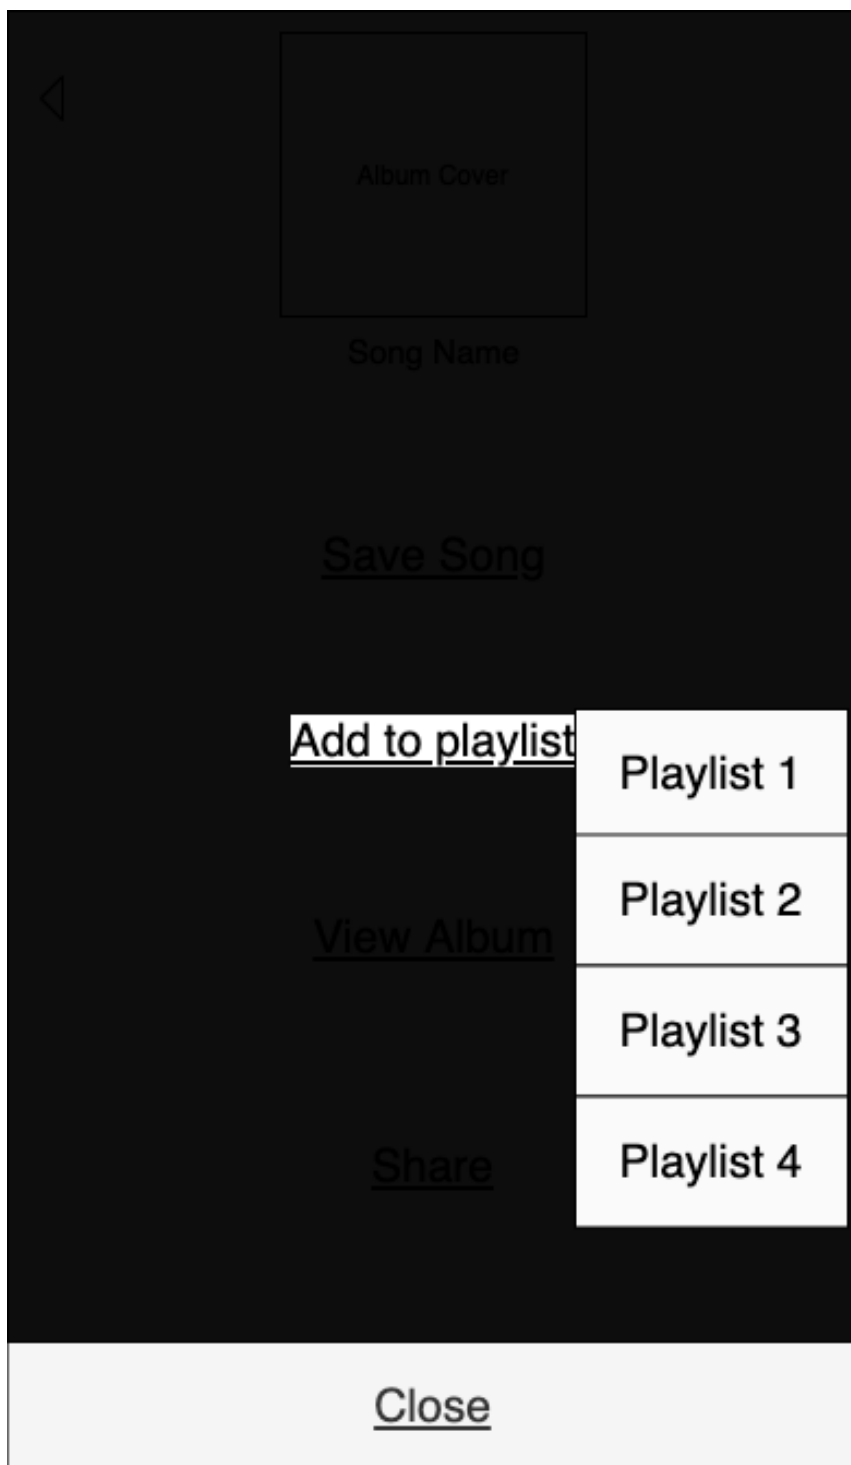 Album Cover
Song Name
Save Song
Add to playlist
Playlist 1
Playlist 2
View Album
Playlist 3
Share
Playlist 4
Close